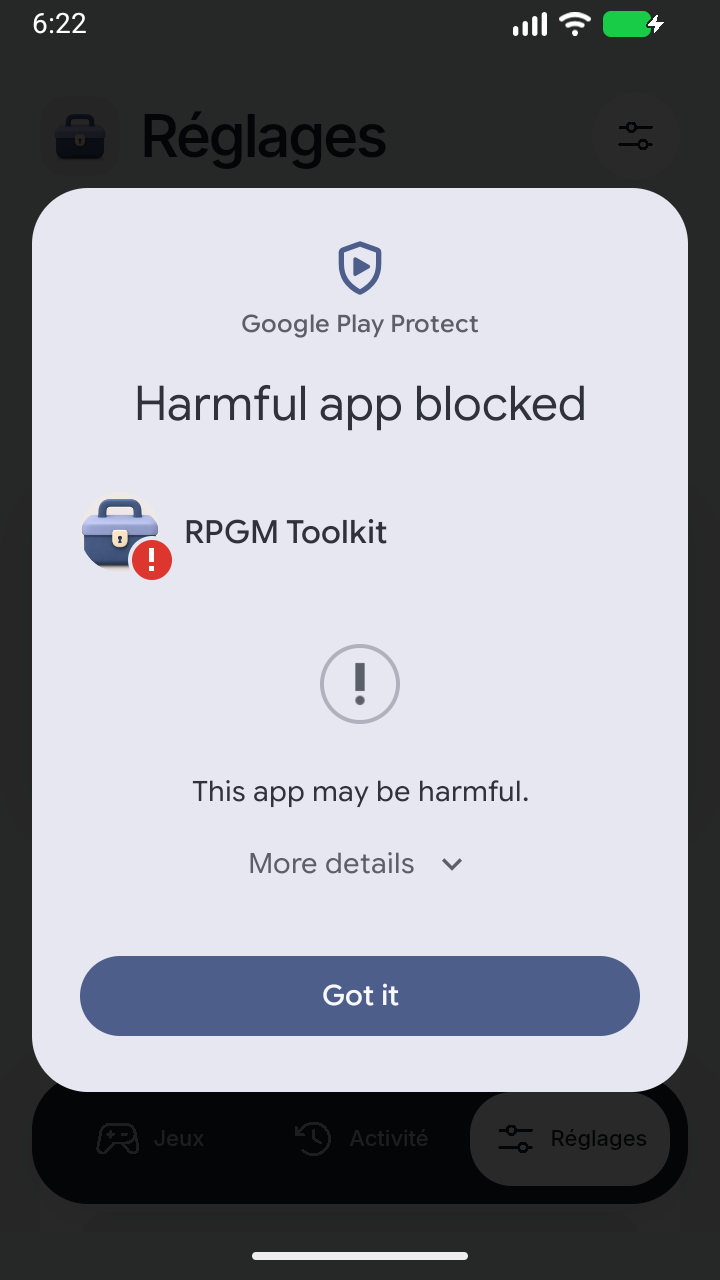 6:22
Réglages
Google Play Protect
Harmful app blocked
RPGM Toolkit
This app may be harmful.
More details
Got it
Jeux
Activité
Réglages